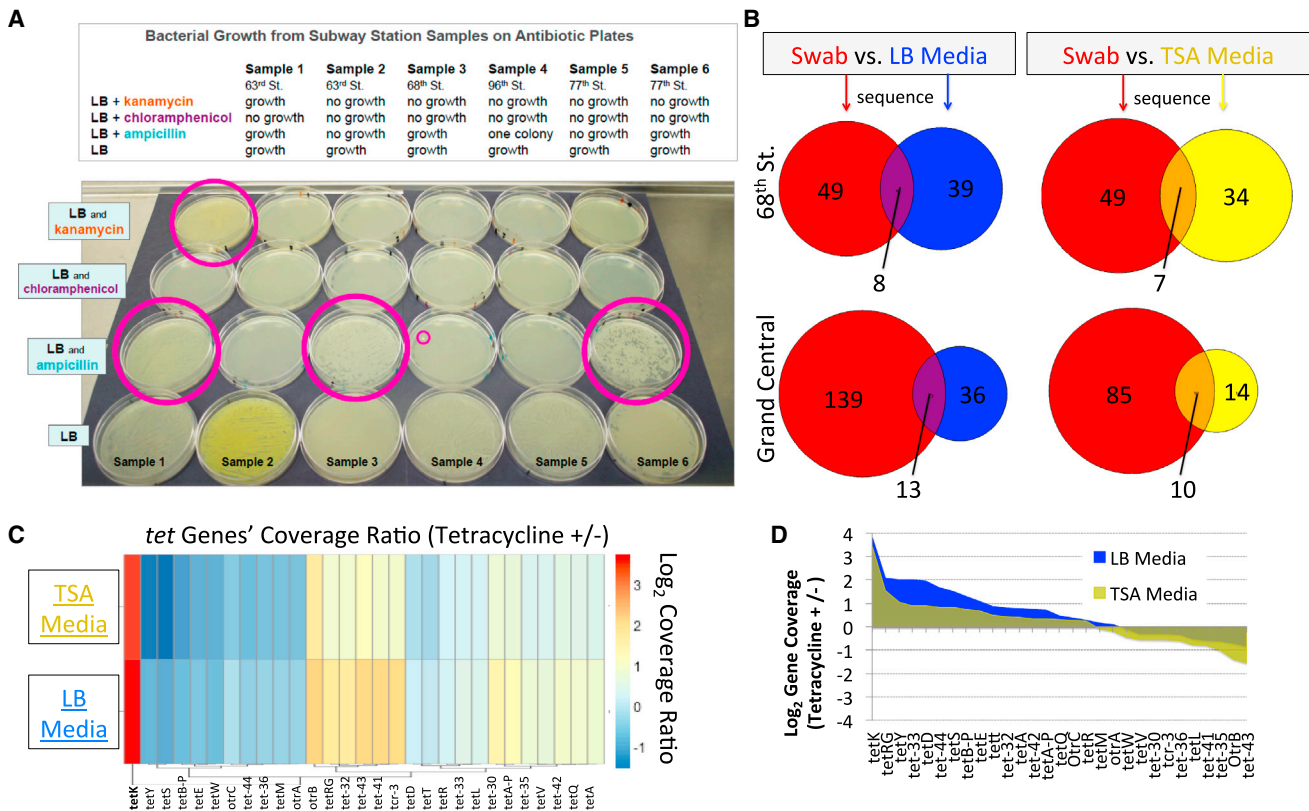 A
Bacterial Growth from Subway Station Samples on Antibiotic Plates
Sample 1 Sample 2 Sample 3 Sample 4 Sample 5 Sample 6
63rd St. 63rd St. 68th St. 96th St. 77th St. 77th St.
LB + kanamycin growth no growth no growth no growth no growth no growth
LB + chloramphenicol no growth no growth no growth no growth no growth no growth
LB + ampicillin growth no growth growth one colony no growth growth
LB growth growth growth growth growth growth
LB and
kanamycin
LB and
chloramphenicol
LB and
ampicillin
LB
Sample 1 Sample 2 Sample 3 Sample 4 Sample 5 Sample 6
B
Swab vs. LB Media
Swab vs. TSA Media
sequence
sequence
68th St.
49 39
8
49 34
7
Grand Central
139 36
13
85 14
10
C
tet Genes' Coverage Ratio (Tetracycline +/-)
TSA
Media
LB
Media
Log2 Coverage Ratio
3
2
1
0
-1
tetK
tetY
tetS
tetB-P
tetE
tetW
otrC
tet-44
tet-36
tetM
otrA
otrB
tetRG
tet-32
tet-43
tet-41
tcr-3
tetD
tetT
tetR
tet-33
tetL
tet-30
tetA-P
tet-35
tetV
tet-42
tetQ
tetA
D
Log2 Gene Coverage
(Tetracycline + / -)
4
3
2
1
0
-1
-2
-3
-4
LB Media
TSA Media
tetK
tetRG
tetY
tet-33
tetD
tet-44
tetS
tetB-P
tetE
tetT
tet-32
tetA
tet-42
tetA-P
tetQ
OtrC
tetR
tetM
otrA
tetW
tetV
tet-30
tcr-3
tet-36
tetL
tet-41
tet-35
OtrB
tet-43